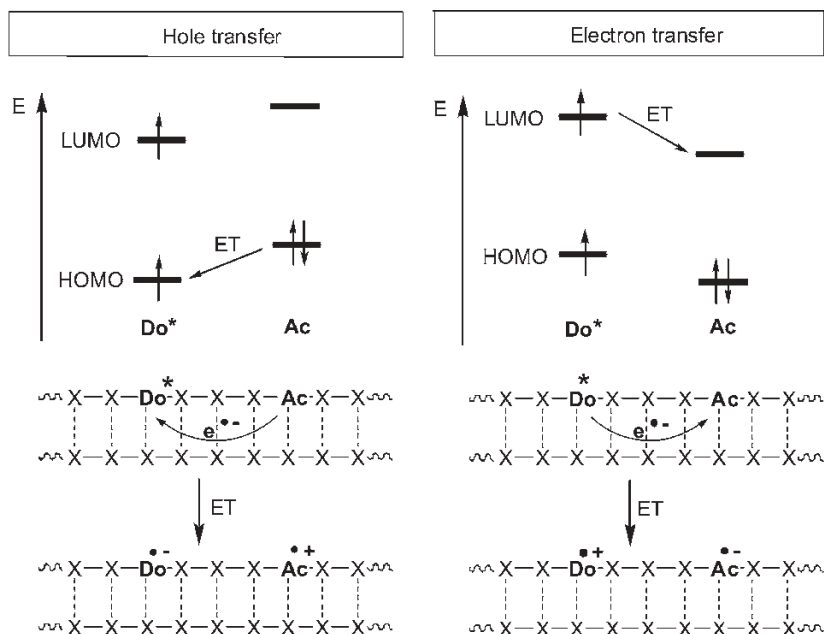 Hole transfer
E
LUMO
ET
HOMO
Do* Ac
*
X-X-Do-X-X-X-Ac-X-X
e•-
X-X-X-X-X-X-X-X-X
ET
•- •+
X-X-Do-X-X-X-Ac-X-X
X-X-X-X-X-X-X-X-X
Electron transfer
E
LUMO
ET
HOMO
Do* Ac
*
X-X-Do-X-X-X-Ac-X-X
e•-
X-X-X-X-X-X-X-X-X
ET
•+ •-
X-X-Do-X-X-X-Ac-X-X
X-X-X-X-X-X-X-X-X